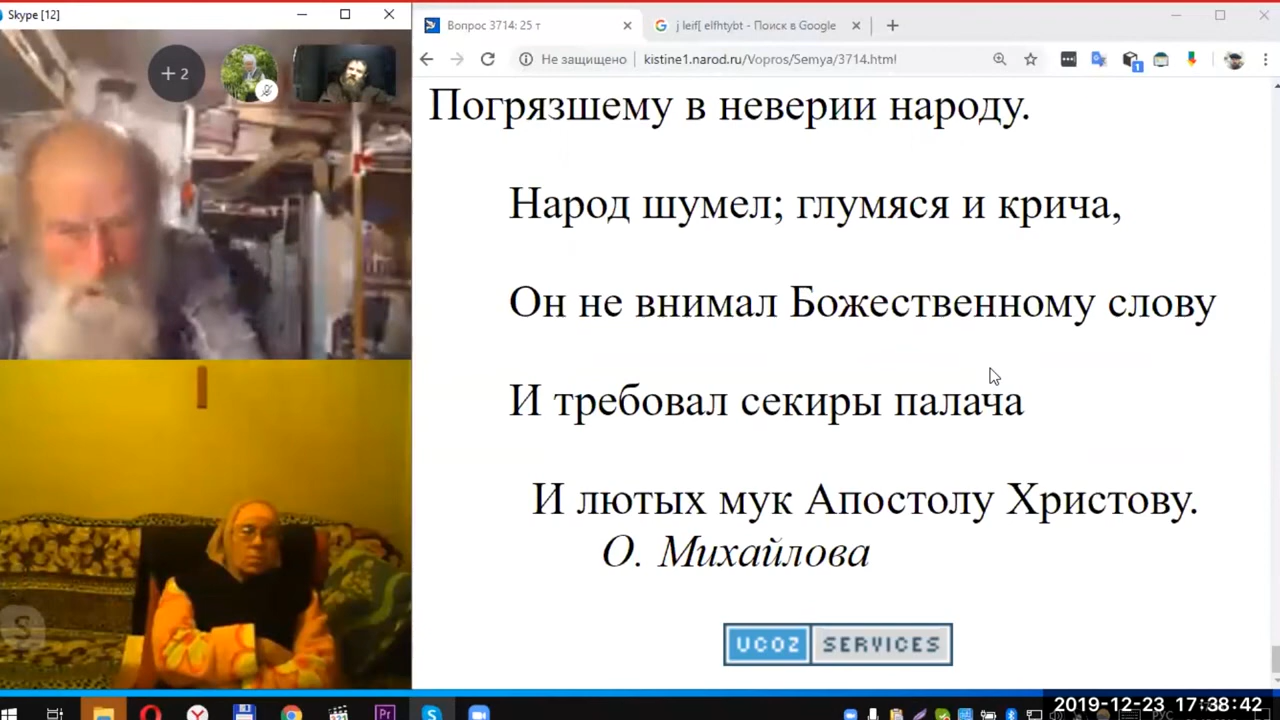 Skype [12]
Вопрос 3714: 25 т
j leif[ elfhtybt - Поиск в Google
+ 2
Не защищено
kistine1.narod.ru/Vopros/Semya/3714.html
1
Погрязшему в неверии народу.
Народ шумел; глумяся и крича,
Он не внимал Божественному слову
И требовал секиры палача
И лютых мук Апостолу Христову.
О. Михайлова
UCOZ SERVICES
2019-12-23 17:38:42